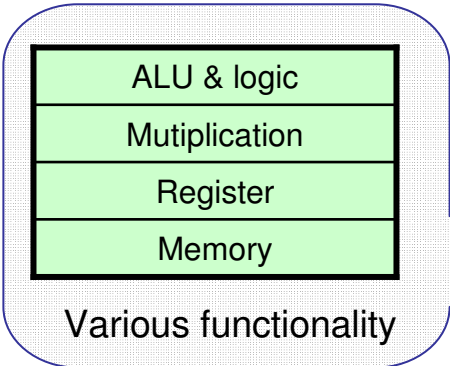 ALU & logic
Mutiplication
Register
Memory
Various functionality